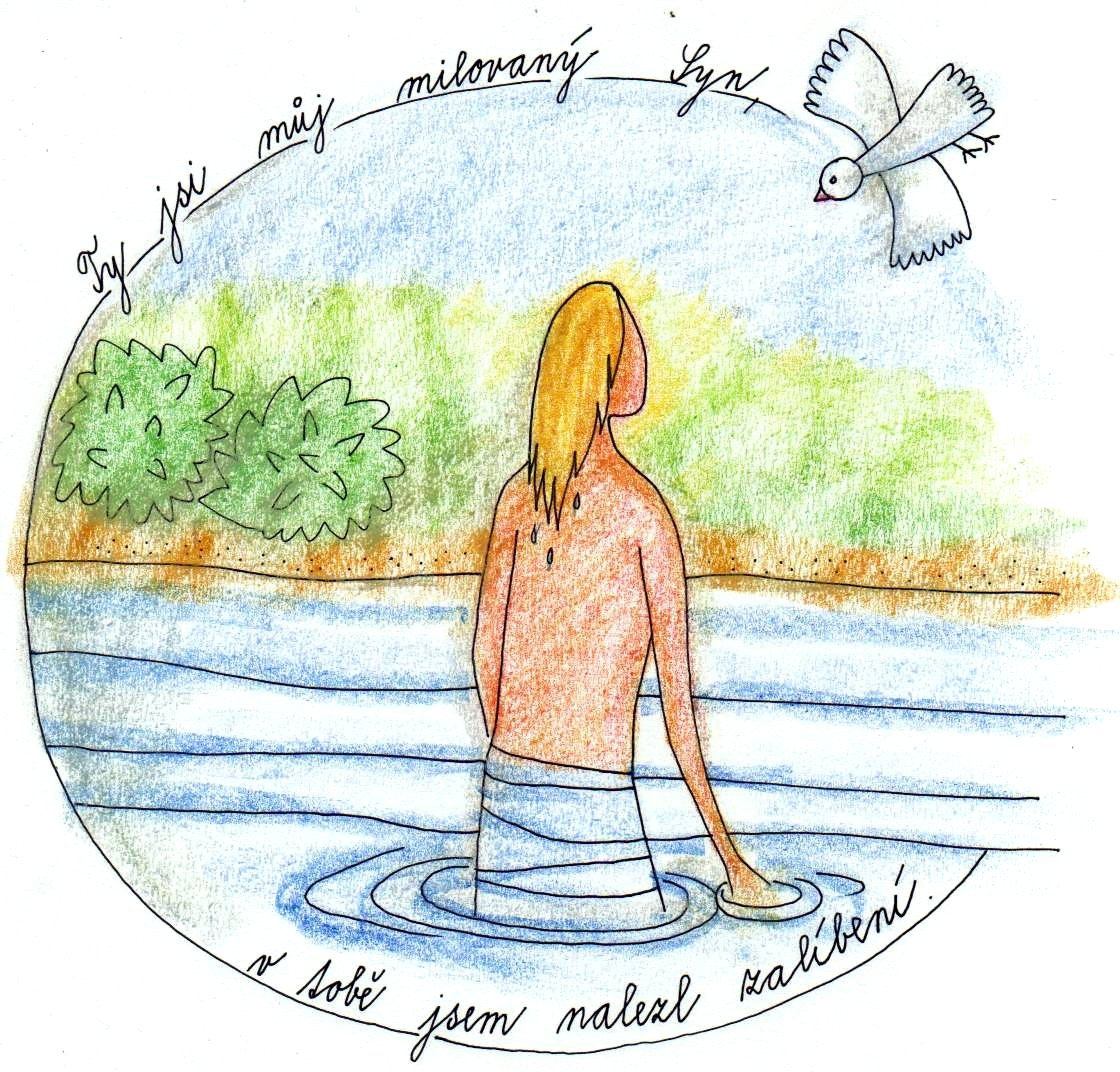 Ty jsi můj milovaný Syn,
v tobě jsem nalezl zalíbení.